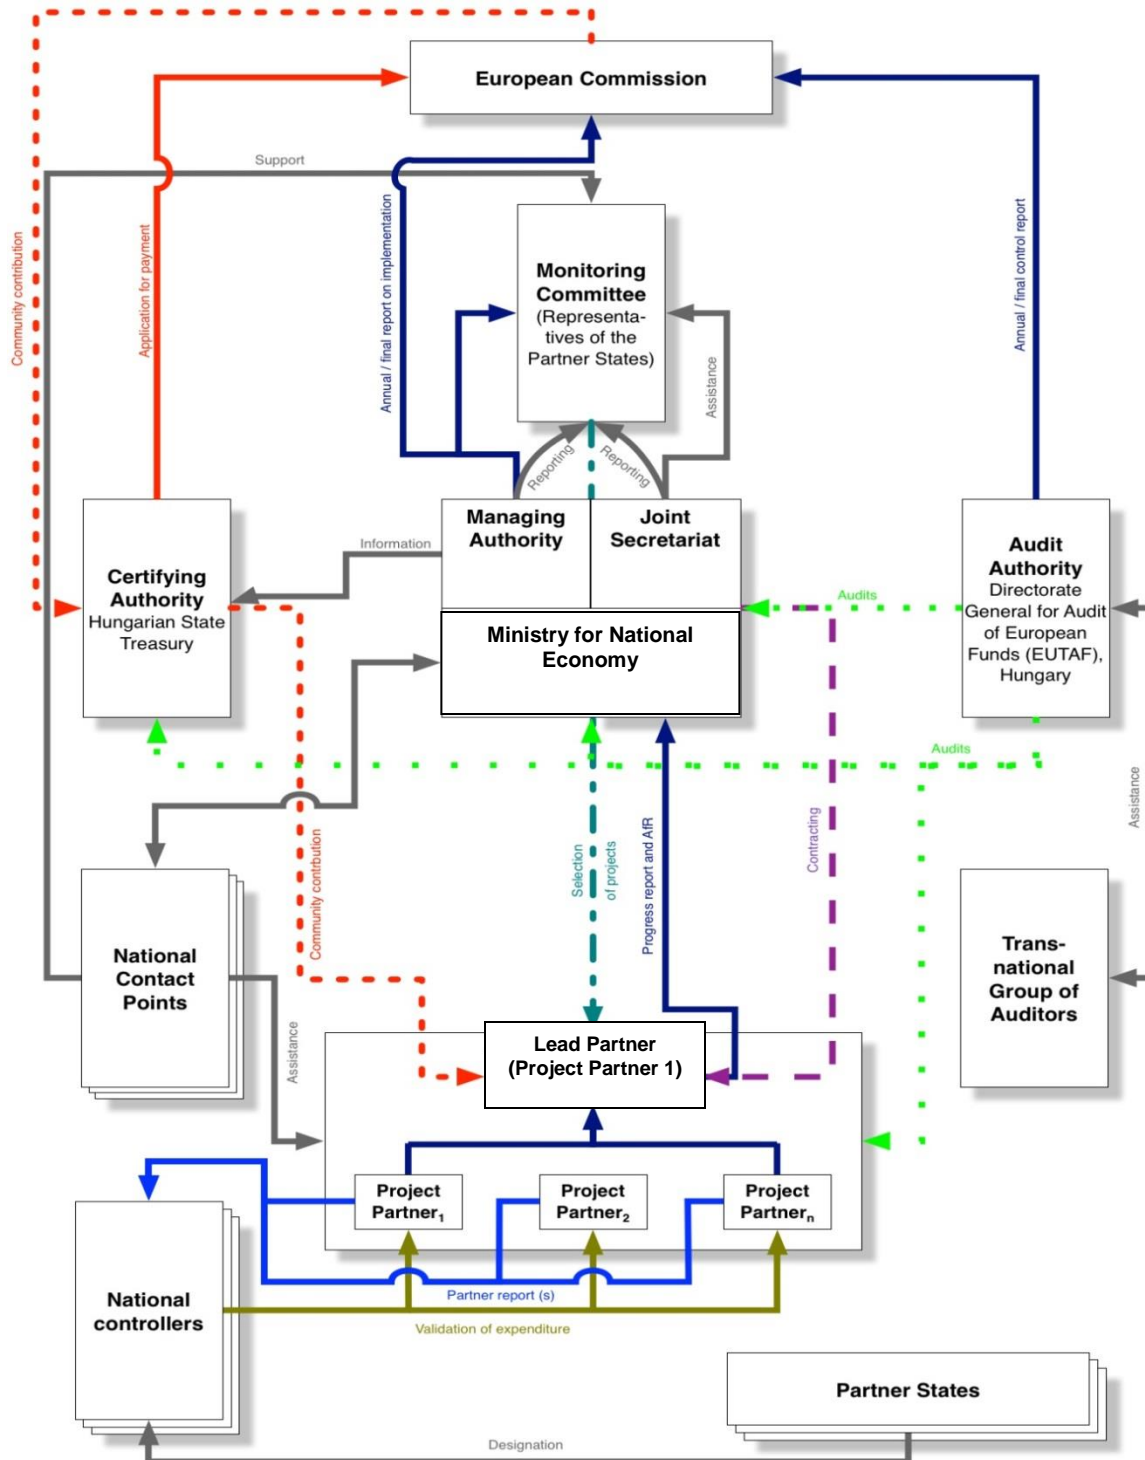 European Commission
Support
Community contribution
Application for payment
Annual / final report on implementation
Annual / final control report
Monitoring
Committee
(Representa-
tives of the
Partner States)
Assistance
Reporting
Reporting
Managing
Authority
Joint
Secretariat
Information
Certifying
Authority
Hungarian State
Treasury
Ministry for National
Economy
Audits
Audit
Authority
Directorate
General for Audit
of European
Funds (EUTAF),
Hungary
Audits
Assistance
Community contrbution
Selection
of projects
Progress report and AfR
Contracting
National
Contact
Points
Assistance
Trans-
national
Group of
Auditors
Lead Partner
(Project Partner 1)
Project
Partner1
Project
Partner2
Project
Partnern
National
controllers
Partner report (s)
Validation of expenditure
Partner States
Designation